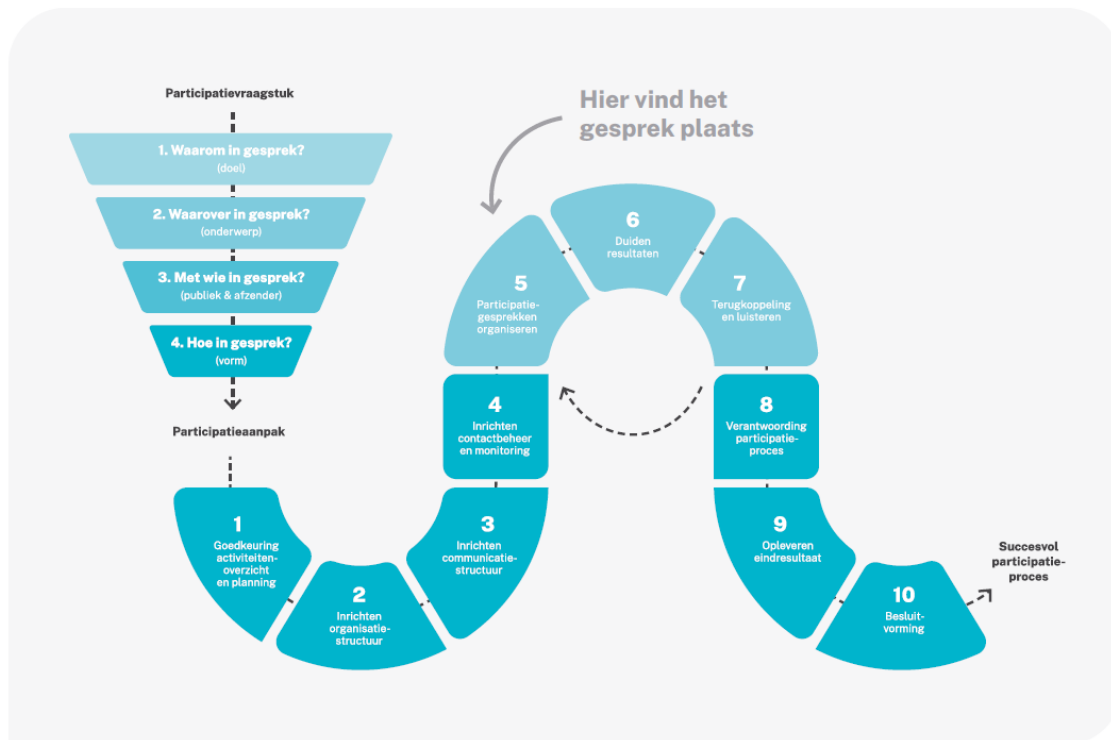 Participatievraagstuk
1. Waarom in gesprek?
(doel)
2. Waarover in gesprek?
(onderwerp)
3. Met wie in gesprek?
(publiek & afzender)
4. Hoe in gesprek?
(vorm)
Participatieaanpak
Hier vind het
gesprek plaats
1
Goedkeuring
activiteiten-
overzicht
en planning
2
Inrichten
organisatie-
structuur
3
Inrichten
communicatie-
structuur
4
Inrichten
contactbeheer
en monitoring
5
Participatie-
gesprekken
organiseren
6
Duiden
resultaten
7
Terugkoppeling
en luisteren
8
Verantwoording
participatie-
proces
9
Opleveren
eindresultaat
10
Besluit-
vorming
Succesvol
participatie-
proces